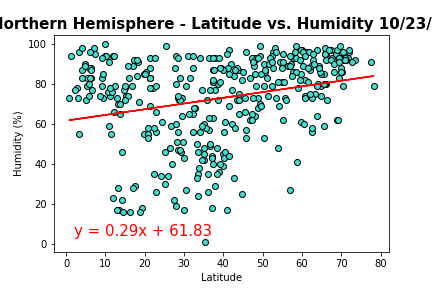 orthern Hemisphere - Latitude vs. Humidity 10/23/
100
80
60
40
20
0
Humidity (%)
y = 0.29x + 61.83
0 10 20 30 40 50 60 70 80
Latitude